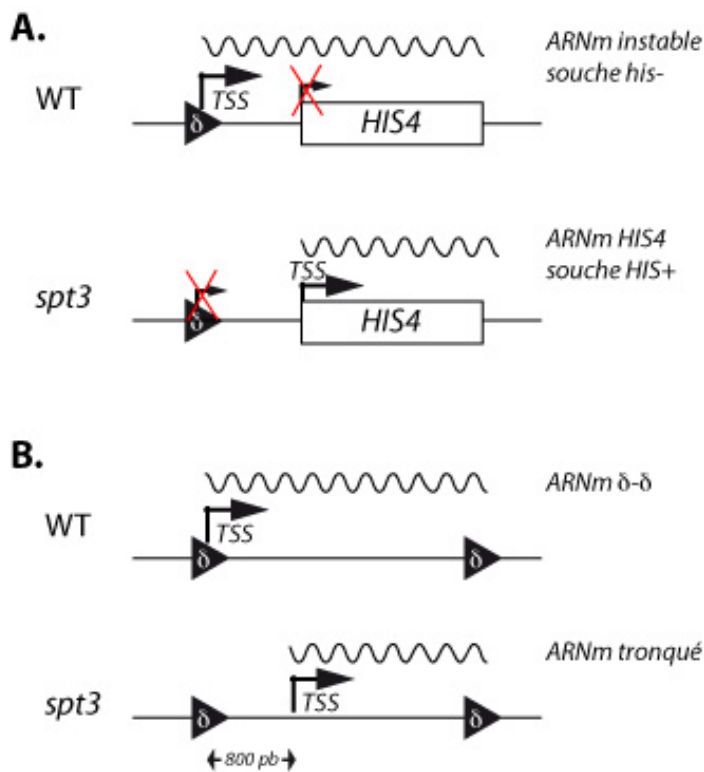 A.
ARNm instable
souche his-
WT
TSS
δ
HIS4
ARNm HIS4
souche HIS+
TSS
spt3
δ
HIS4
B.
ARNm δ-δ
WT
TSS
δ
δ
ARNm tronqué
TSS
spt3
δ
δ
800 pb